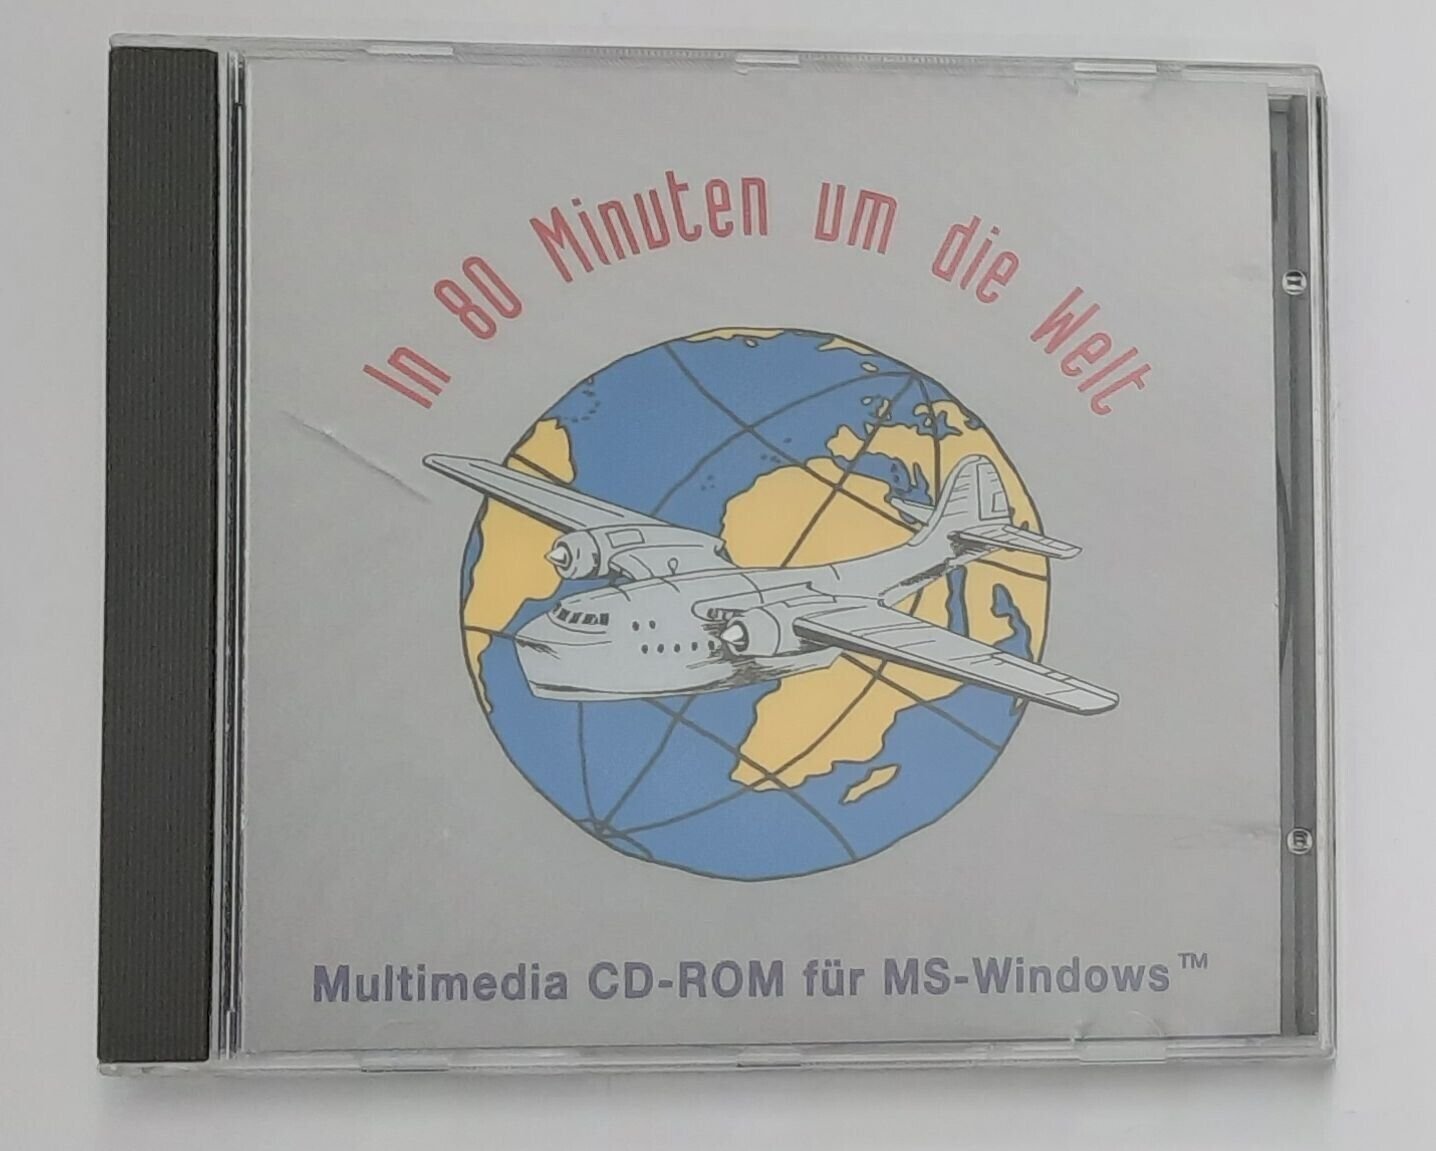 In 80 Minuten um die Welt
Multimedia CD-ROM für MS-Windows™